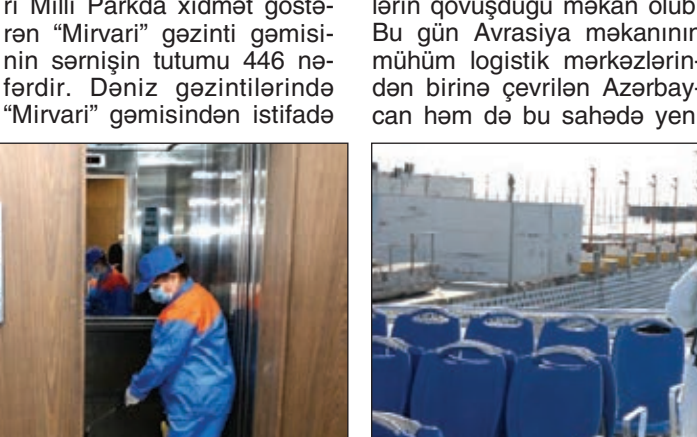 ri Milli Parkda xidmət göstə-
rən “Mirvari” gəzinti gəmisi-
nin sərnişin tutumu 446 nə-
fərdir. Dəniz gəzintilərində
“Mirvari” gəmisindən istifadə
lərin qovuşduğu məkan olub.
Bu gün Avrasiya məkanının
mühüm logistik mərkəzlərin-
dən birinə çevrilən Azərbay-
can həm də bu sahədə yen